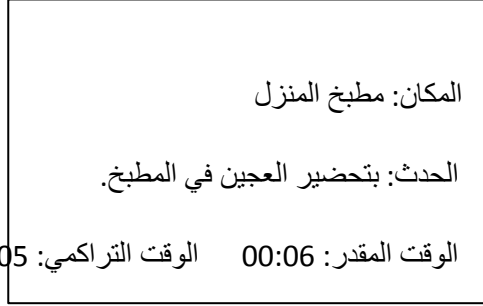 المكان: مطبخ المنزل
الحدث: بتحضير العجين في المطبخ.
الوقت المقدر: 00:06 الوقت التراكمي: